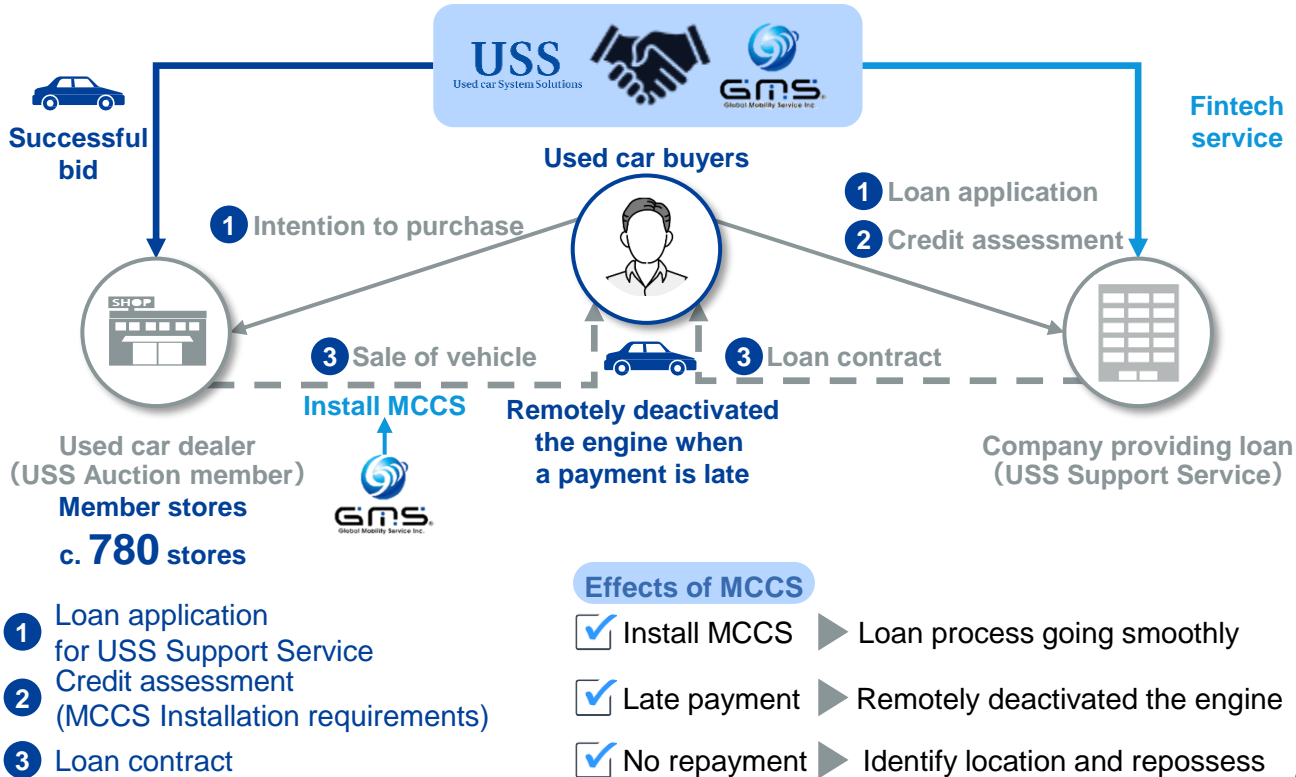 USS
Used car System Solutions
GMS.
Global Mobility Service Inc.
Successful
bid
Fintech
service
Used car buyers
1 Intention to purchase
1 Loan application
2 Credit assessment
SHOP
3 Sale of vehicle
3 Loan contract
Install MCCS
Remotely deactivated
the engine when
a payment is late
Used car dealer
（USS Auction member）
Member stores
c. 780 stores
GMS.
Global Mobility Service Inc.
Company providing loan
（USS Support Service）
1 Loan application
for USS Support Service
2 Credit assessment
(MCCS Installation requirements)
3 Loan contract
Effects of MCCS
Install MCCS Loan process going smoothly
Late payment Remotely deactivated the engine
No repayment Identify location and repossess